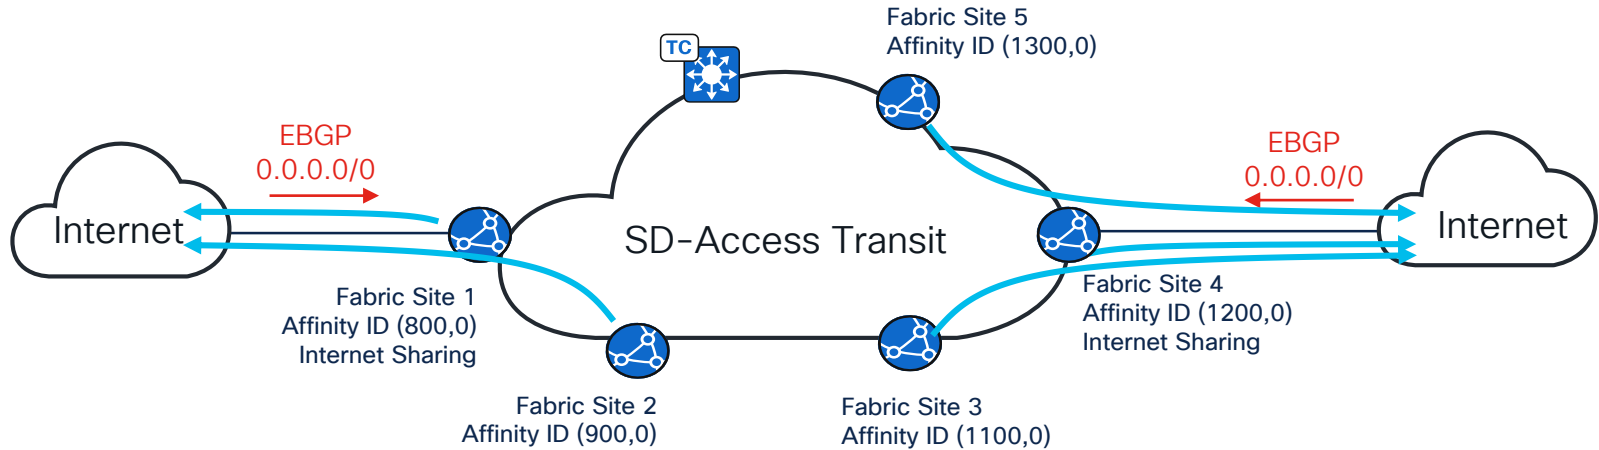 Fabric Site 5
Affinity ID (1300,0)
TC
EBGP
0.0.0.0/0
EBGP
0.0.0.0/0
Internet
SD-Access Transit
Internet
Fabric Site 1
Affinity ID (800,0)
Internet Sharing
Fabric Site 4
Affinity ID (1200,0)
Internet Sharing
Fabric Site 2
Affinity ID (900,0)
Fabric Site 3
Affinity ID (1100,0)